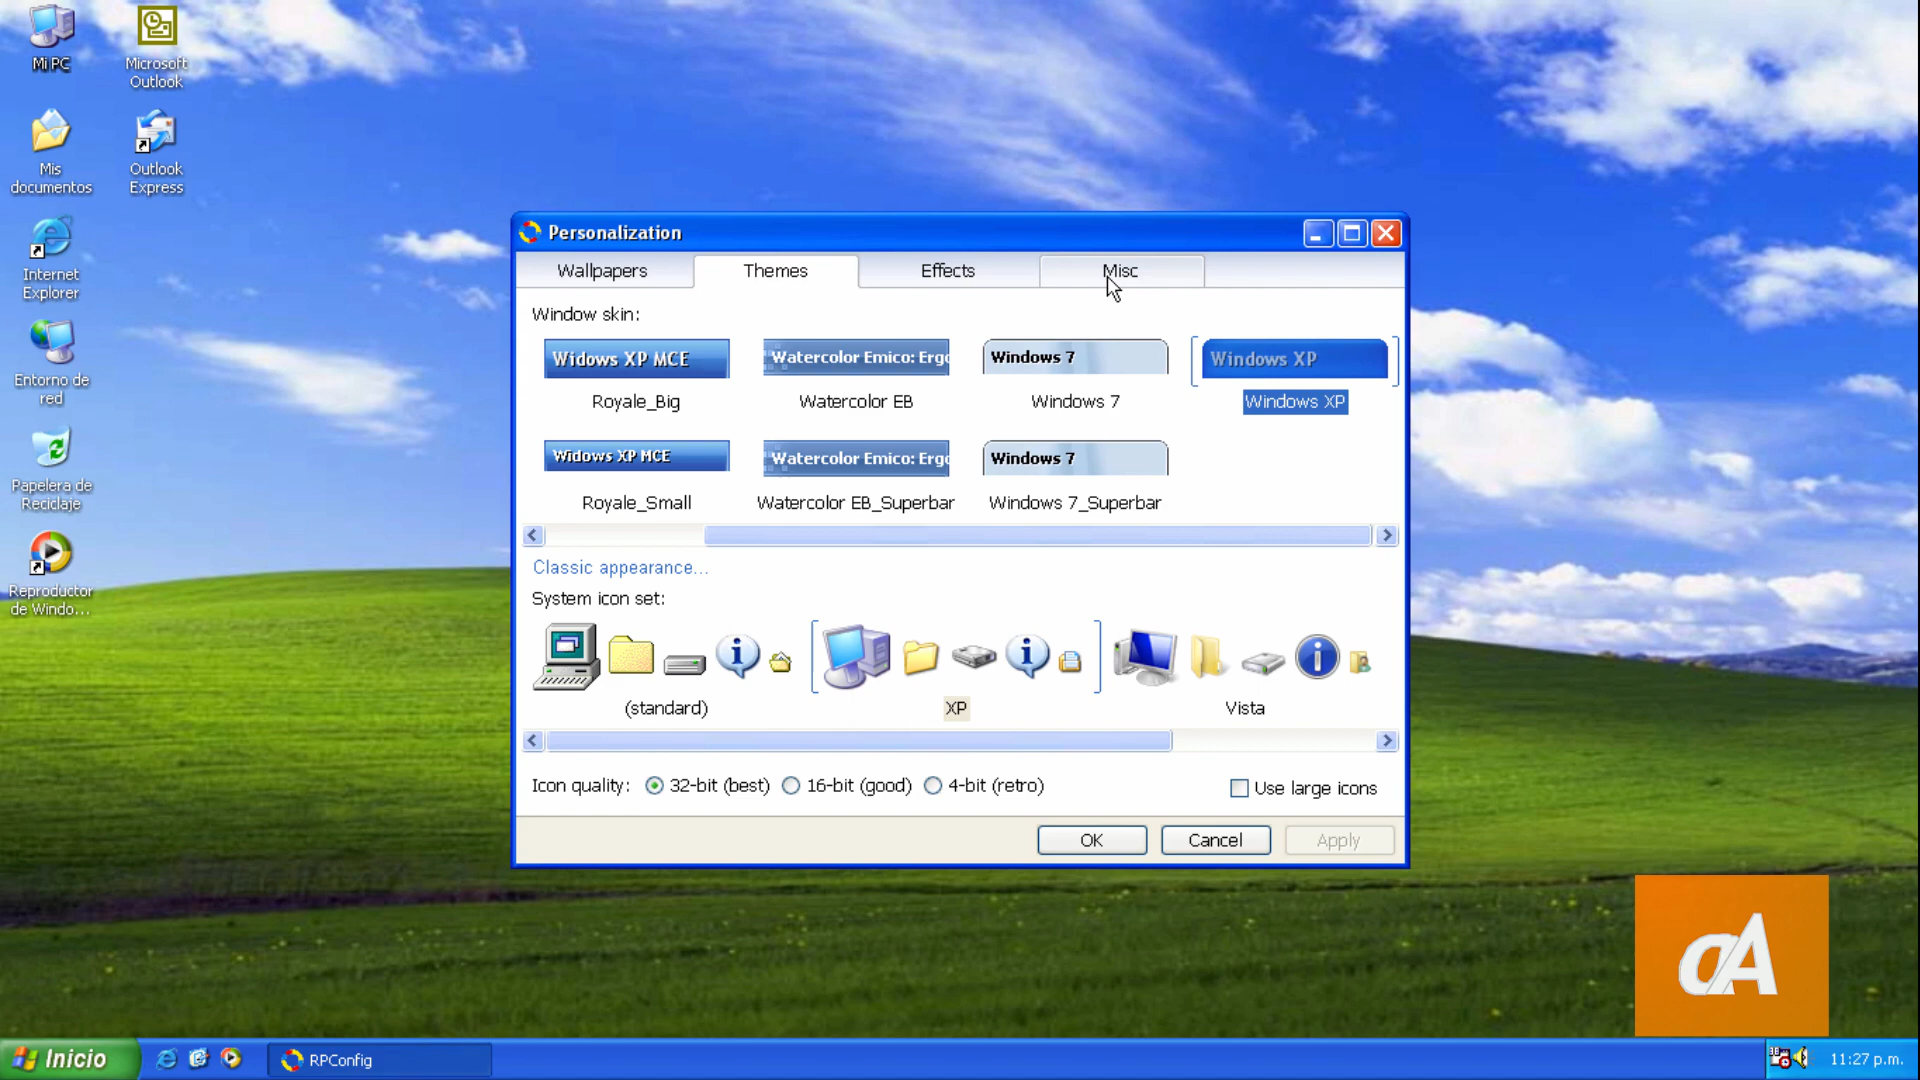 Mi PC
Microsoft
Outlook
Mis
documentos
Outlook
Express
Internet
Explorer
Entorno de
red
Papelera de
Reciclaje
Reproductor
de Windo...
Personalization
Wallpapers
Themes
Effects
Misc
Window skin:
Widows XP MCE
Watercolor Emico: Ergo
Windows 7
Windows XP
Royale_Big
Watercolor EB
Windows 7
Windows XP
Widows XP MCE
Watercolor Emico: Ergo
Windows 7
Royale_Small
Watercolor EB_Superbar
Windows 7_Superbar
Classic appearance...
System icon set:
(standard)
XP
Vista
Icon quality:
32-bit (best)
16-bit (good)
4-bit (retro)
Use large icons
OK
Cancel
Apply
Inicio
RPConfig
11:27 p.m.